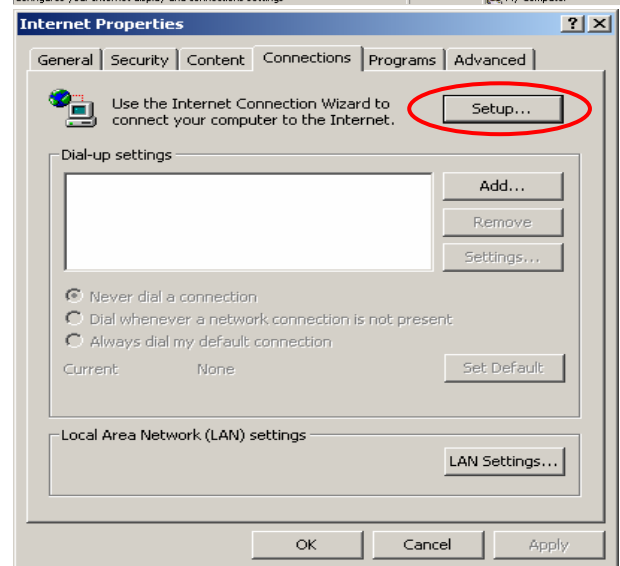 Internet Properties
General Security Content Connections Programs Advanced
Use the Internet Connection Wizard to
connect your computer to the Internet.
Setup...
Dial-up settings
Add...
Remove
Settings...
Never dial a connection
Dial whenever a network connection is not present
Always dial my default connection
Current None Set Default
Local Area Network (LAN) settings
LAN Settings...
OK Cancel Apply